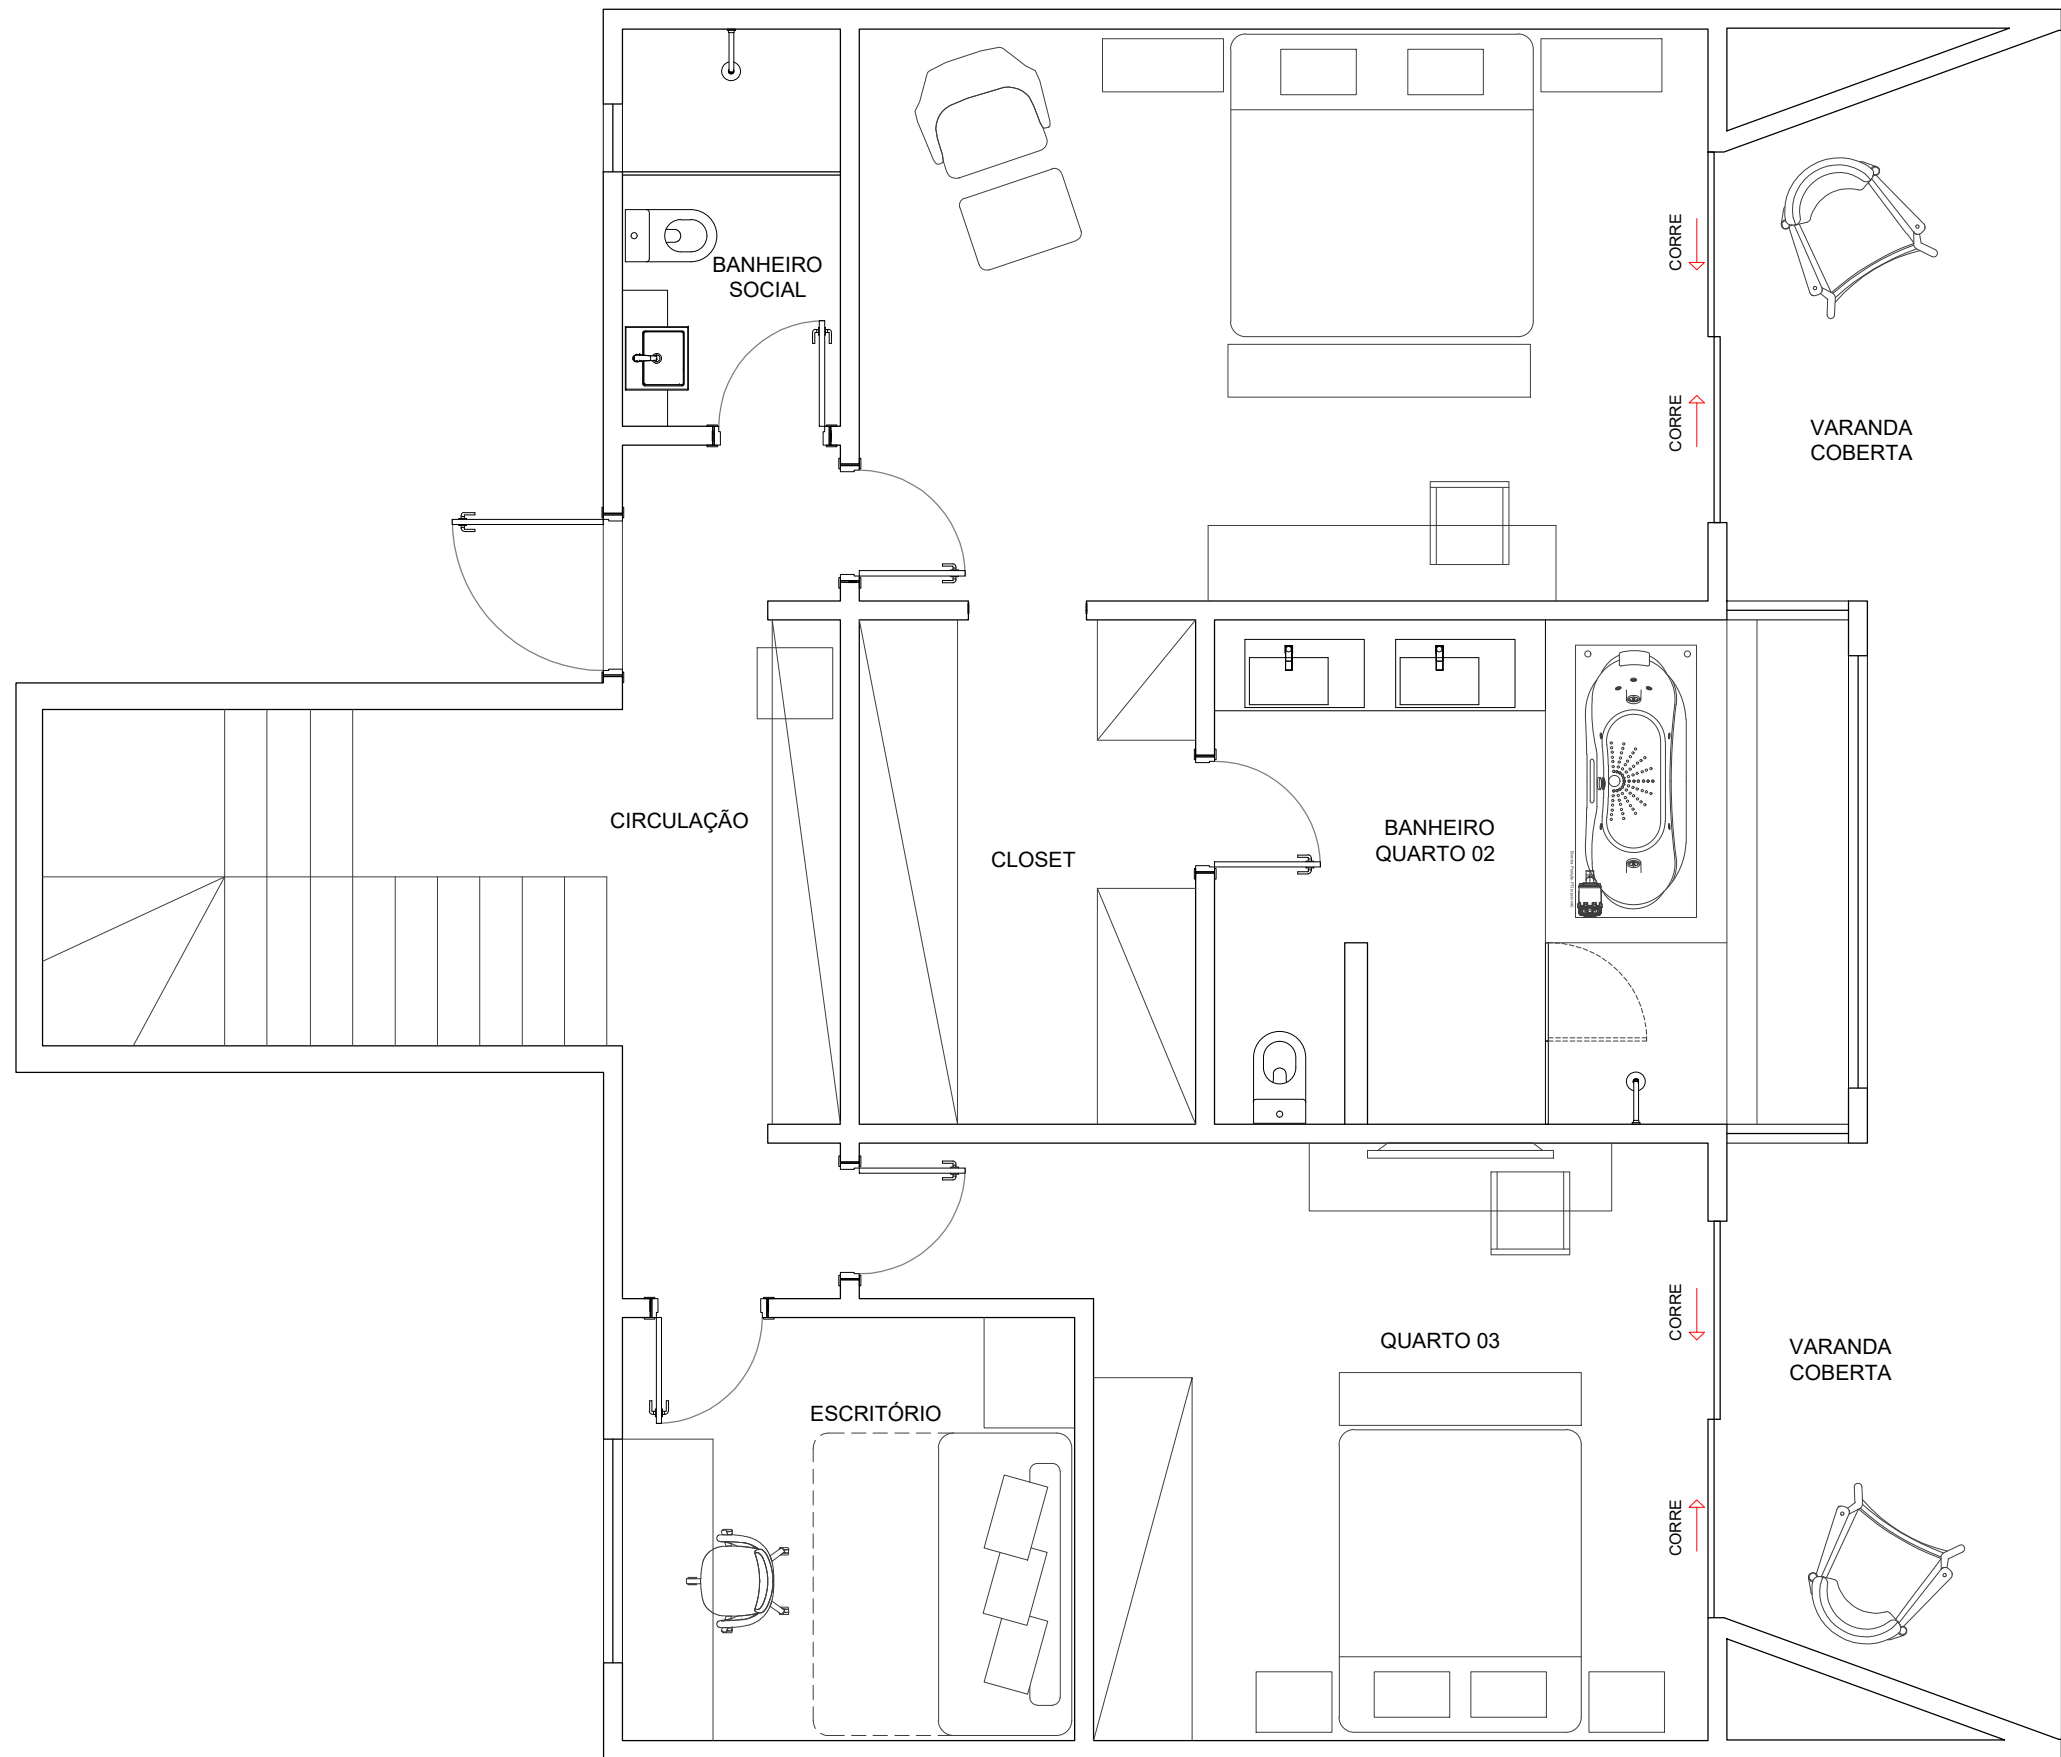 BANHEIRO
SOCIAL
CORRE
CORRE
VARANDA
COBERTA
CIRCULAÇÃO
CLOSET
BANHEIRO
QUARTO 02
QUARTO 03
CORRE
VARANDA
COBERTA
ESCRITÓRIO
CORRE